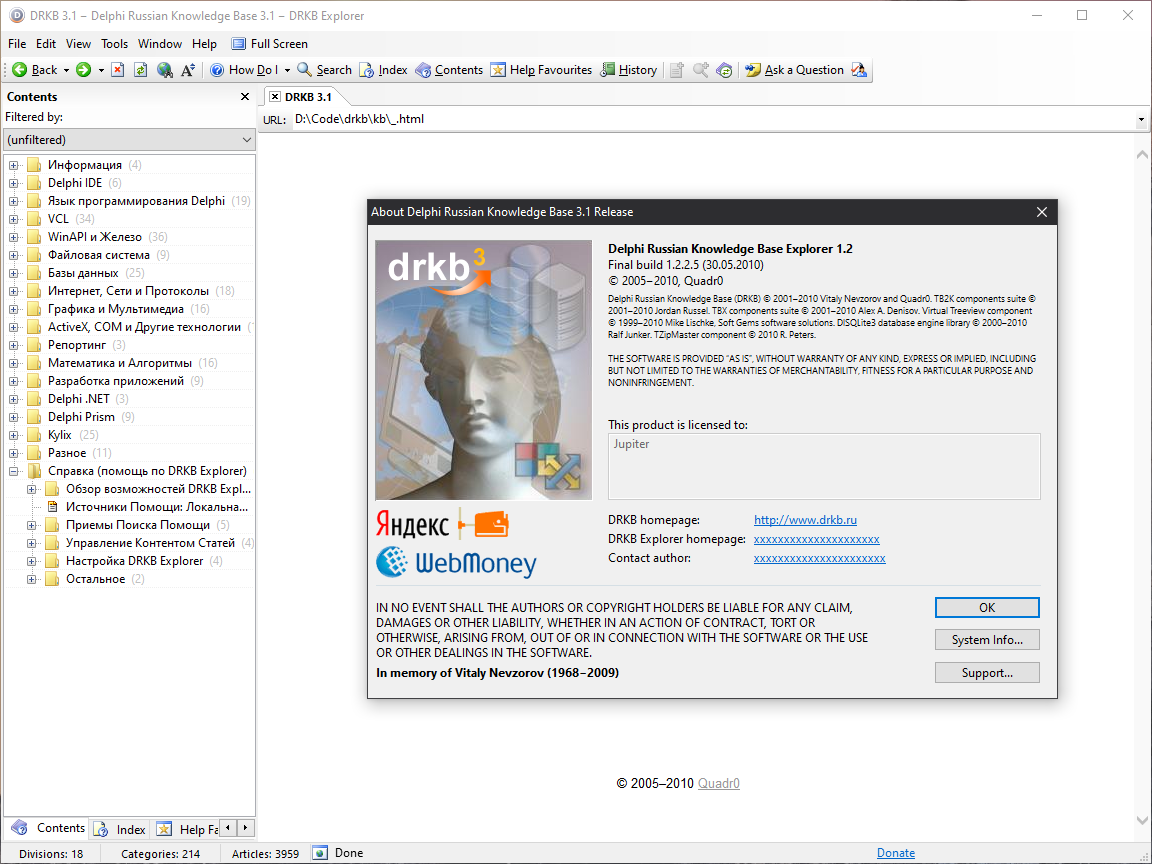 DRKB 3.1 – Delphi Russian Knowledge Base 3.1 – DRKB Explorer
File Edit View Tools Window Help Full Screen
Back How Do I Search Index Contents Help Favourites History Ask a Question
Contents
Filtered by:
(unfiltered)
Информация (4)
Delphi IDE (6)
Язык программирования Delphi (19)
VCL (34)
WinAPI и Железо (36)
Файловая система (9)
Базы данных (25)
Интернет, Сети и Протоколы (18)
Графика и Мультимедиа (16)
ActiveX, COM и Другие технологии (
Репортинг (3)
Математика и Алгоритмы (16)
Разработка приложений (9)
Delphi .NET (3)
Delphi Prism (9)
Kylix (25)
Разное (11)
Справка (помощь по DRKB Explorer)
Обзор возможностей DRKB Expl...
Источники Помощи: Локальна...
Приемы Поиска Помощи (5)
Управление Контентом Статей (4)
Настройка DRKB Explorer (4)
Остальное (2)
Contents Index Help Fa
DRKB 3.1
URL: D:\Code\drkb\kb\_.html
About Delphi Russian Knowledge Base 3.1 Release
drkb3
Delphi Russian Knowledge Base Explorer 1.2
Final build 1.2.2.5 (30.05.2010)
© 2005–2010, Quadr0
Delphi Russian Knowledge Base (DRKB) © 2001–2010 Vitaly Nevzorov and Quadr0. TB2K components suite ©
2001–2010 Jordan Russel. TBX components suite © 2001–2010 Alex A. Denisov. Virtual Treeview component
© 1999–2010 Mike Lischke, Soft Gems software solutions. DISQLite3 database engine library © 2000–2010
Ralf Junker. TZipMaster component © 2010 R. Peters.
THE SOFTWARE IS PROVIDED "AS IS", WITHOUT WARRANTY OF ANY KIND, EXPRESS OR IMPLIED, INCLUDING
BUT NOT LIMITED TO THE WARRANTIES OF MERCHANTABILITY, FITNESS FOR A PARTICULAR PURPOSE AND
NONINFRINGEMENT.
This product is licensed to:
Jupiter
Яндекс
WebMoney
DRKB homepage: http://www.drkb.ru
DRKB Explorer homepage: xxxxxxxxxxxxxxxxxxxxx
Contact author: xxxxxxxxxxxxxxxxxxxxxx
IN NO EVENT SHALL THE AUTHORS OR COPYRIGHT HOLDERS BE LIABLE FOR ANY CLAIM,
DAMAGES OR OTHER LIABILITY, WHETHER IN AN ACTION OF CONTRACT, TORT OR
OTHERWISE, ARISING FROM, OUT OF OR IN CONNECTION WITH THE SOFTWARE OR THE USE
OR OTHER DEALINGS IN THE SOFTWARE.
In memory of Vitaly Nevzorov (1968–2009)
OK
System Info...
Support...
© 2005–2010 Quadr0
Divisions: 18 Categories: 214 Articles: 3959 Done Donate